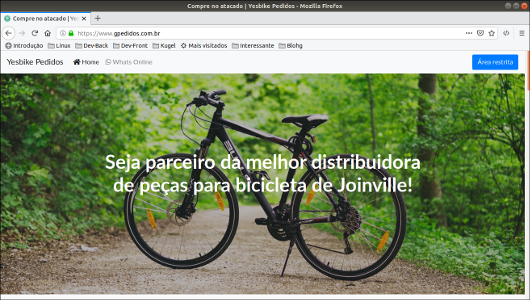 Compre no atacado | Yesbike Pedidos - Mozilla Firefox
Compre no atacado | Yes
https://www.gpedidos.com.br
Introdução Linux Dev-Back Dev-Front Kugel Mais visitados Interessante Blohg
Yesbike Pedidos Home Whats Online Área restrita
Seja parceiro da melhor distribuidora
de peças para bicicleta de Joinville!